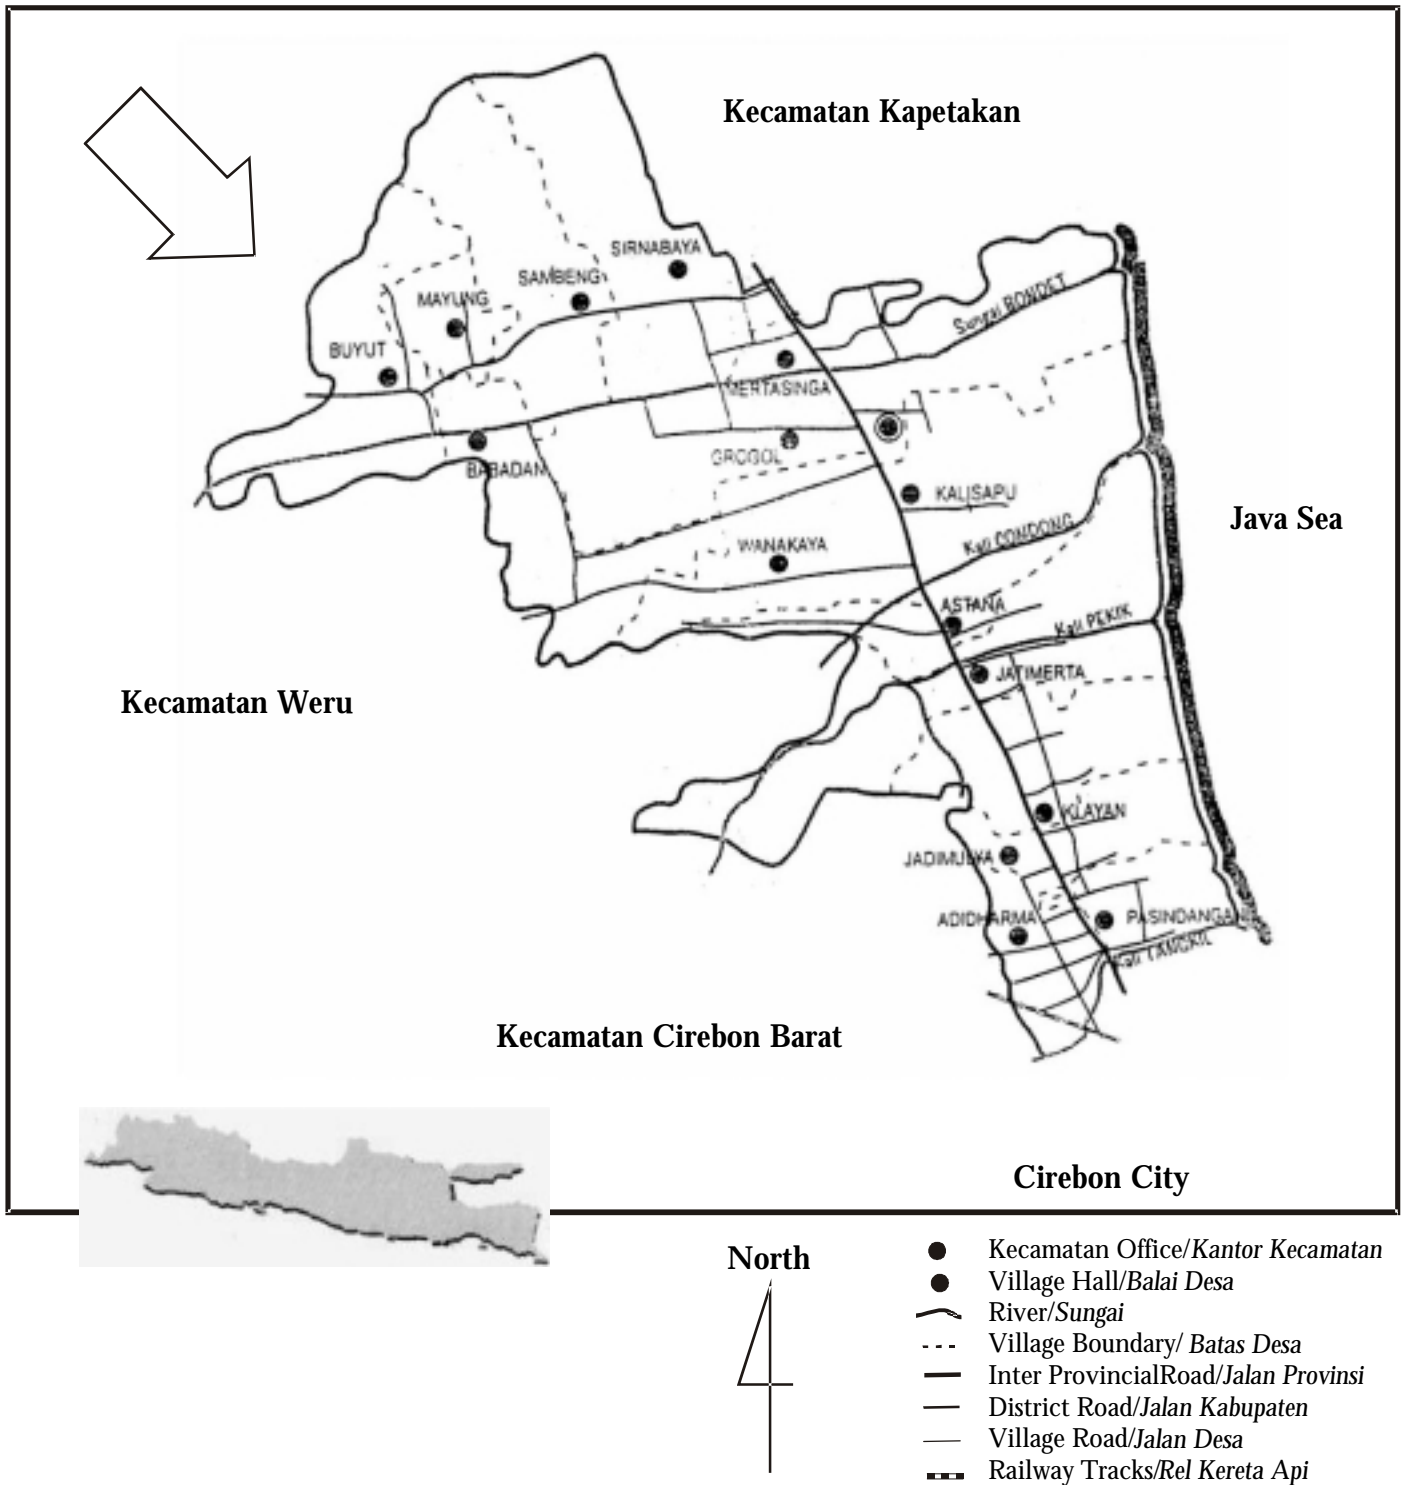 Kecamatan Kapetakan
SIRNABAYA
SAMBENG
MAYUNG
Sungai BONDET
BUYUT
MERTASINGA
GROGOL
BABADAN
KALISAPU
Java Sea
Kali CONDONG
WANAKAYA
ASTANA
Kali PEKIK
JATIMERTA
Kecamatan Weru
KLAYAN
JADIMULYA
ADIDHARMA
PASINDANGAN
Kali TANGKIL
Kecamatan Cirebon Barat
Cirebon City
North
Kecamatan Office/Kantor Kecamatan
Village Hall/Balai Desa
River/Sungai
Village Boundary/ Batas Desa
Inter ProvincialRoad/Jalan Provinsi
District Road/Jalan Kabupaten
Village Road/Jalan Desa
Railway Tracks/Rel Kereta Api